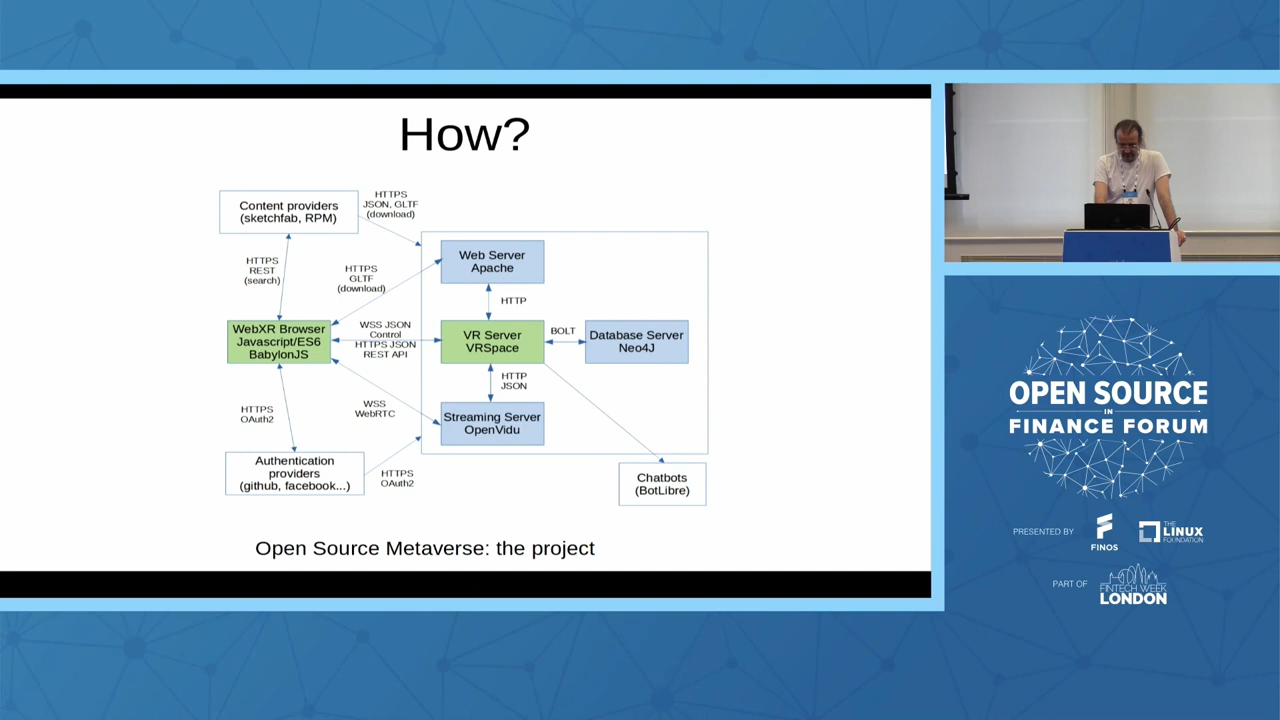 How?
Content providers
(sketchfab, RPM)
HTTPS
JSON, GLTF
(download)
HTTPS
REST
(search)
HTTPS
GLTF
(download)
Web Server
Apache
HTTP
WebXR Browser
Javascript/ES6
BabylonJS
WSS JSON
Control
HTTPS JSON
REST API
VR Server
VRSpace
BOLT
Database Server
Neo4J
HTTP
JSON
WSS
WebRTC
Streaming Server
OpenVidu
HTTPS
OAuth2
Authentication
providers
(github, facebook...)
HTTPS
OAuth2
Chatbots
(BotLibre)
Open Source Metaverse: the project
OPEN SOURCE
IN
FINANCE FORUM
PRESENTED BY
FINOS
THE
LINUX
FOUNDATION
PART OF
FINTECH WEEK
LONDON